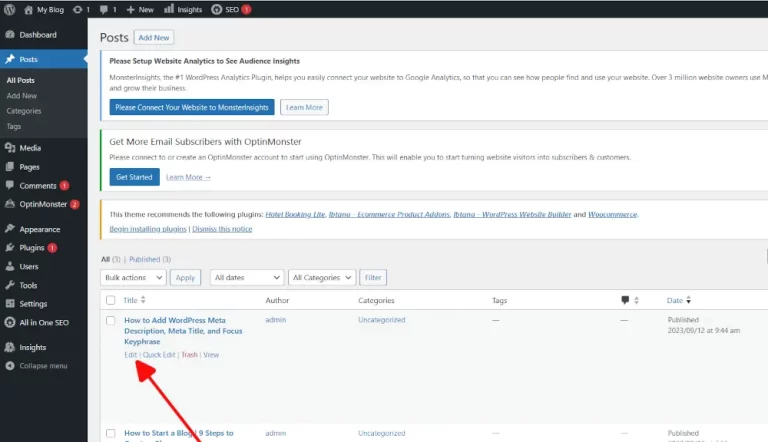 My Blog 1 1 + New Insights SEO 1
Dashboard
Posts
All Posts
Add New
Categories
Tags
Media
Pages
Comments 1
OptinMonster 2
Appearance
Plugins 1
Users
Tools
Settings
All in One SEO
Insights
Collapse menu
Posts Add New
Please Setup Website Analytics to See Audience Insights
MonsterInsights, the #1 WordPress Analytics Plugin, helps you easily connect your website to Google Analytics, so that you can see how people find and use your website. Over 3 million website owners use M
and grow their business.
Please Connect Your Website to MonsterInsights Learn More
Get More Email Subscribers with OptinMonster
Please connect to or create an OptinMonster account to start using OptinMonster. This will enable you to start turning website visitors into subscribers & customers.
Get Started Learn More →
This theme recommends the following plugins: Hotel Booking Lite, Ibtana - Ecommerce Product Addons, Ibtana - WordPress Website Builder and Woocommerce.
Begin installing plugins | Dismiss this notice
All (3) | Published (3)
Bulk actions Apply All dates All Categories Filter
Title Author Categories Tags Date
How to Add WordPress Meta admin Uncategorized — — Published
Description, Meta Title, and Focus 2023/09/12 at 9:44 am
Keyphrase
Edit | Quick Edit | Trash | View
How to Start a Blog | 9 Steps to admin Uncategorized — — Published